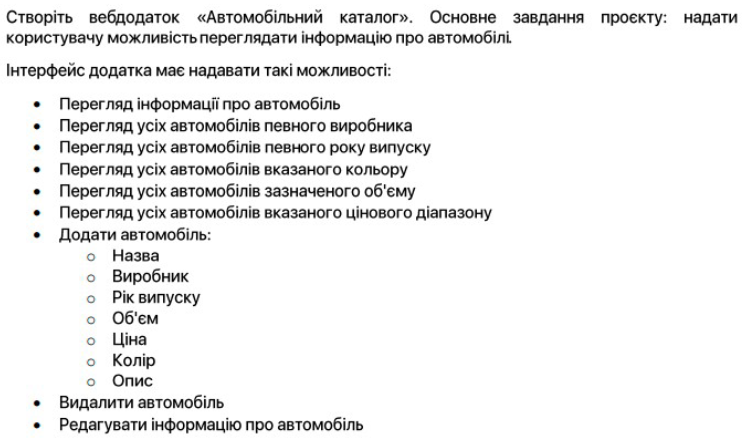 Створіть вебдодаток «Автомобільний каталог». Основне завдання проєкту: надати
користувачу можливість переглядати інформацію про автомобілі.
Інтерфейс додатка має надавати такі можливості:
• Перегляд інформації про автомобіль
• Перегляд усіх автомобілів певного виробника
• Перегляд усіх автомобілів певного року випуску
• Перегляд усіх автомобілів вказаного кольору
• Перегляд усіх автомобілів зазначеного об'єму
• Перегляд усіх автомобілів вказаного цінового діапазону
• Додати автомобіль:
○ Назва
○ Виробник
○ Рік випуску
○ Об'єм
○ Ціна
○ Колір
○ Опис
• Видалити автомобіль
• Редагувати інформацію про автомобіль